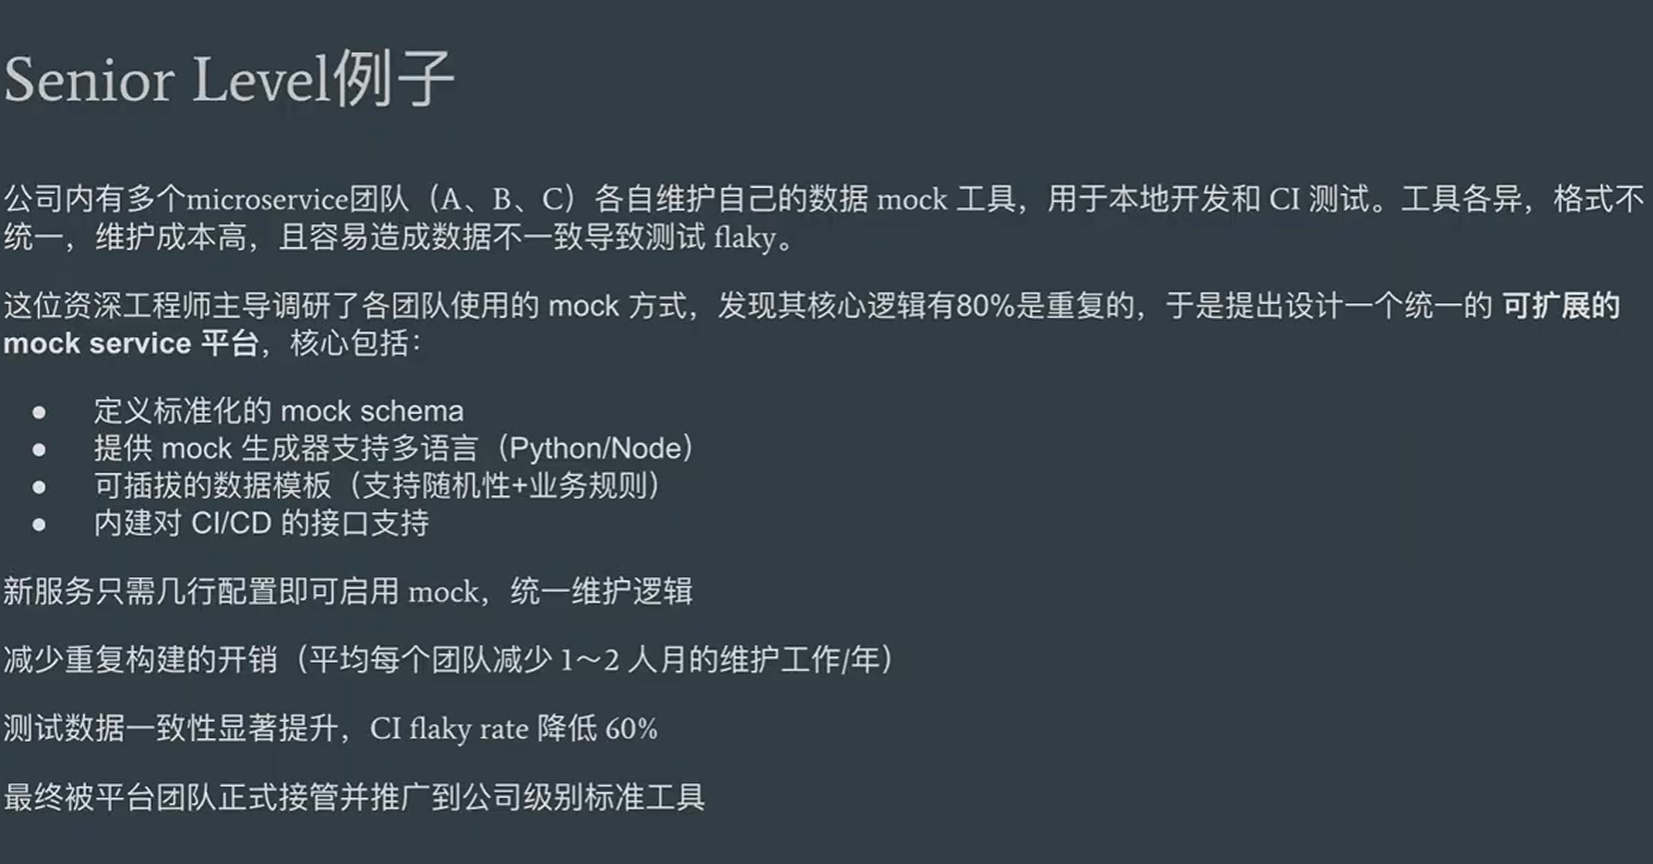 Senior Level例子
公司内有多个microservice团队（A、B、C）各自维护自己的数据 mock 工具，用于本地开发和 CI 测试。工具各异，格式不
统一，维护成本高，且容易造成数据不一致导致测试 flaky。
这位资深工程师主导调研了各团队使用的 mock 方式，发现其核心逻辑有80%是重复的，于是提出设计一个统一的 可扩展的
mock service 平台，核心包括：
● 定义标准化的 mock schema
● 提供 mock 生成器支持多语言（Python/Node）
● 可插拔的数据模板（支持随机性+业务规则）
● 内建对 CI/CD 的接口支持
新服务只需几行配置即可启用 mock，统一维护逻辑
减少重复构建的开销（平均每个团队减少 1～2 人月的维护工作/年）
测试数据一致性显著提升，CI flaky rate 降低 60%
最终被平台团队正式接管并推广到公司级别标准工具